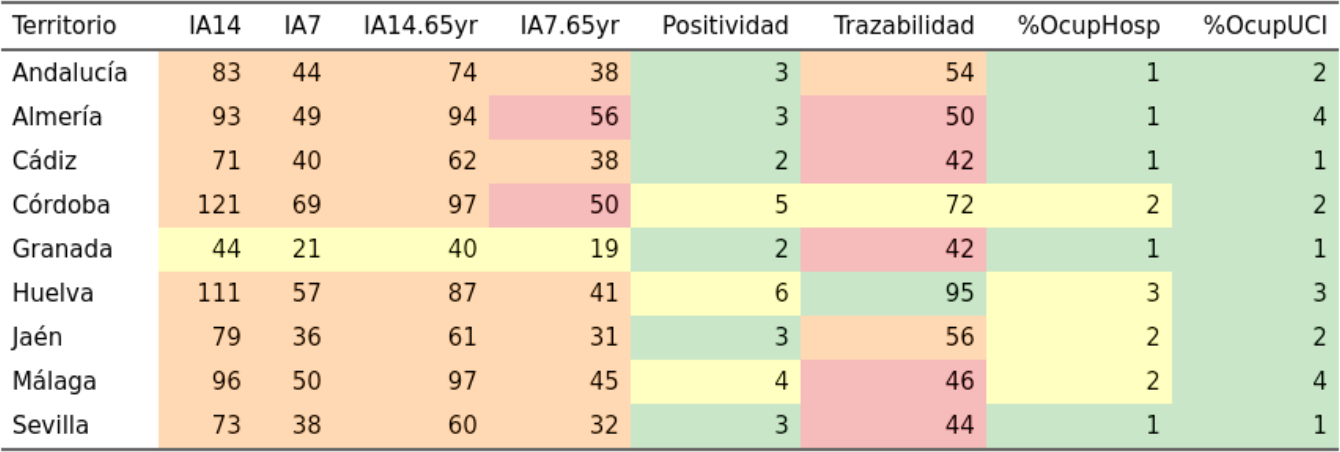 Territorio IA14 IA7 IA14.65yr IA7.65yr Positividad Trazabilidad %OcupHosp %OcupUCI
Andalucía 83 44 74 38 3 54 1 2
Almería 93 49 94 56 3 50 1 4
Cádiz 71 40 62 38 2 42 1 1
Córdoba 121 69 97 50 5 72 2 2
Granada 44 21 40 19 2 42 1 1
Huelva 111 57 87 41 6 95 3 3
Jaén 79 36 61 31 3 56 2 2
Málaga 96 50 97 45 4 46 2 4
Sevilla 73 38 60 32 3 44 1 1